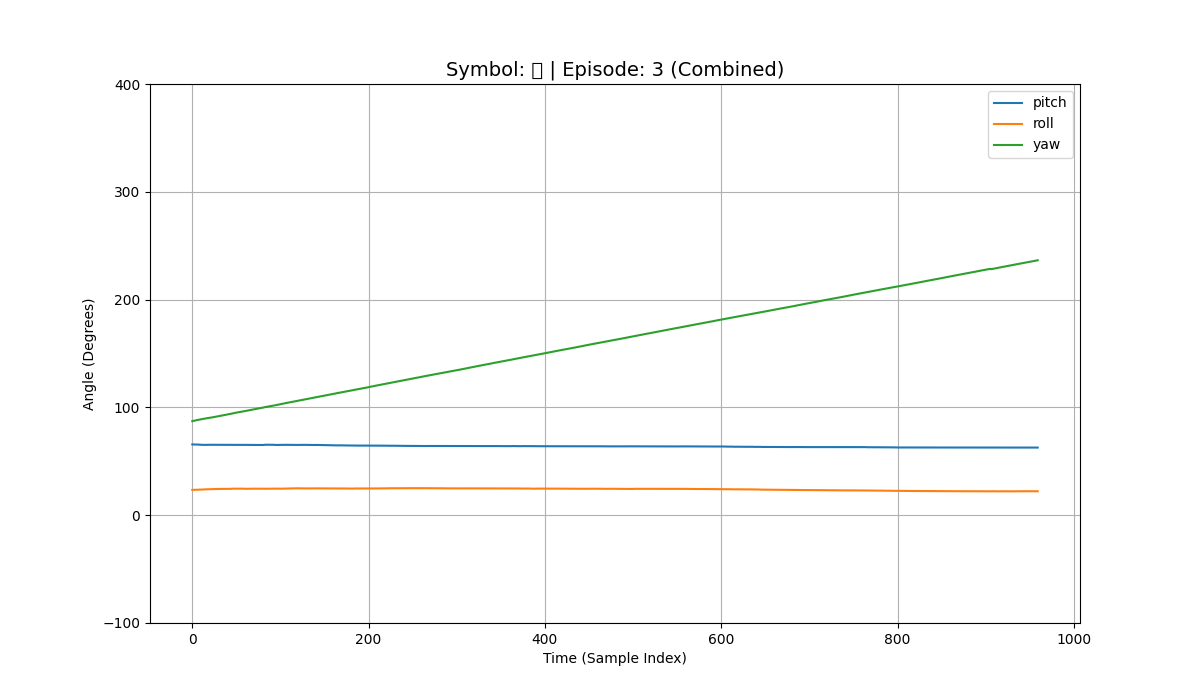 Symbol: | Episode: 3 (Combined)
400
300
200
100
0
−100
0 200 400 600 800 1000
Angle (Degrees)
Time (Sample Index)
pitch
roll
yaw